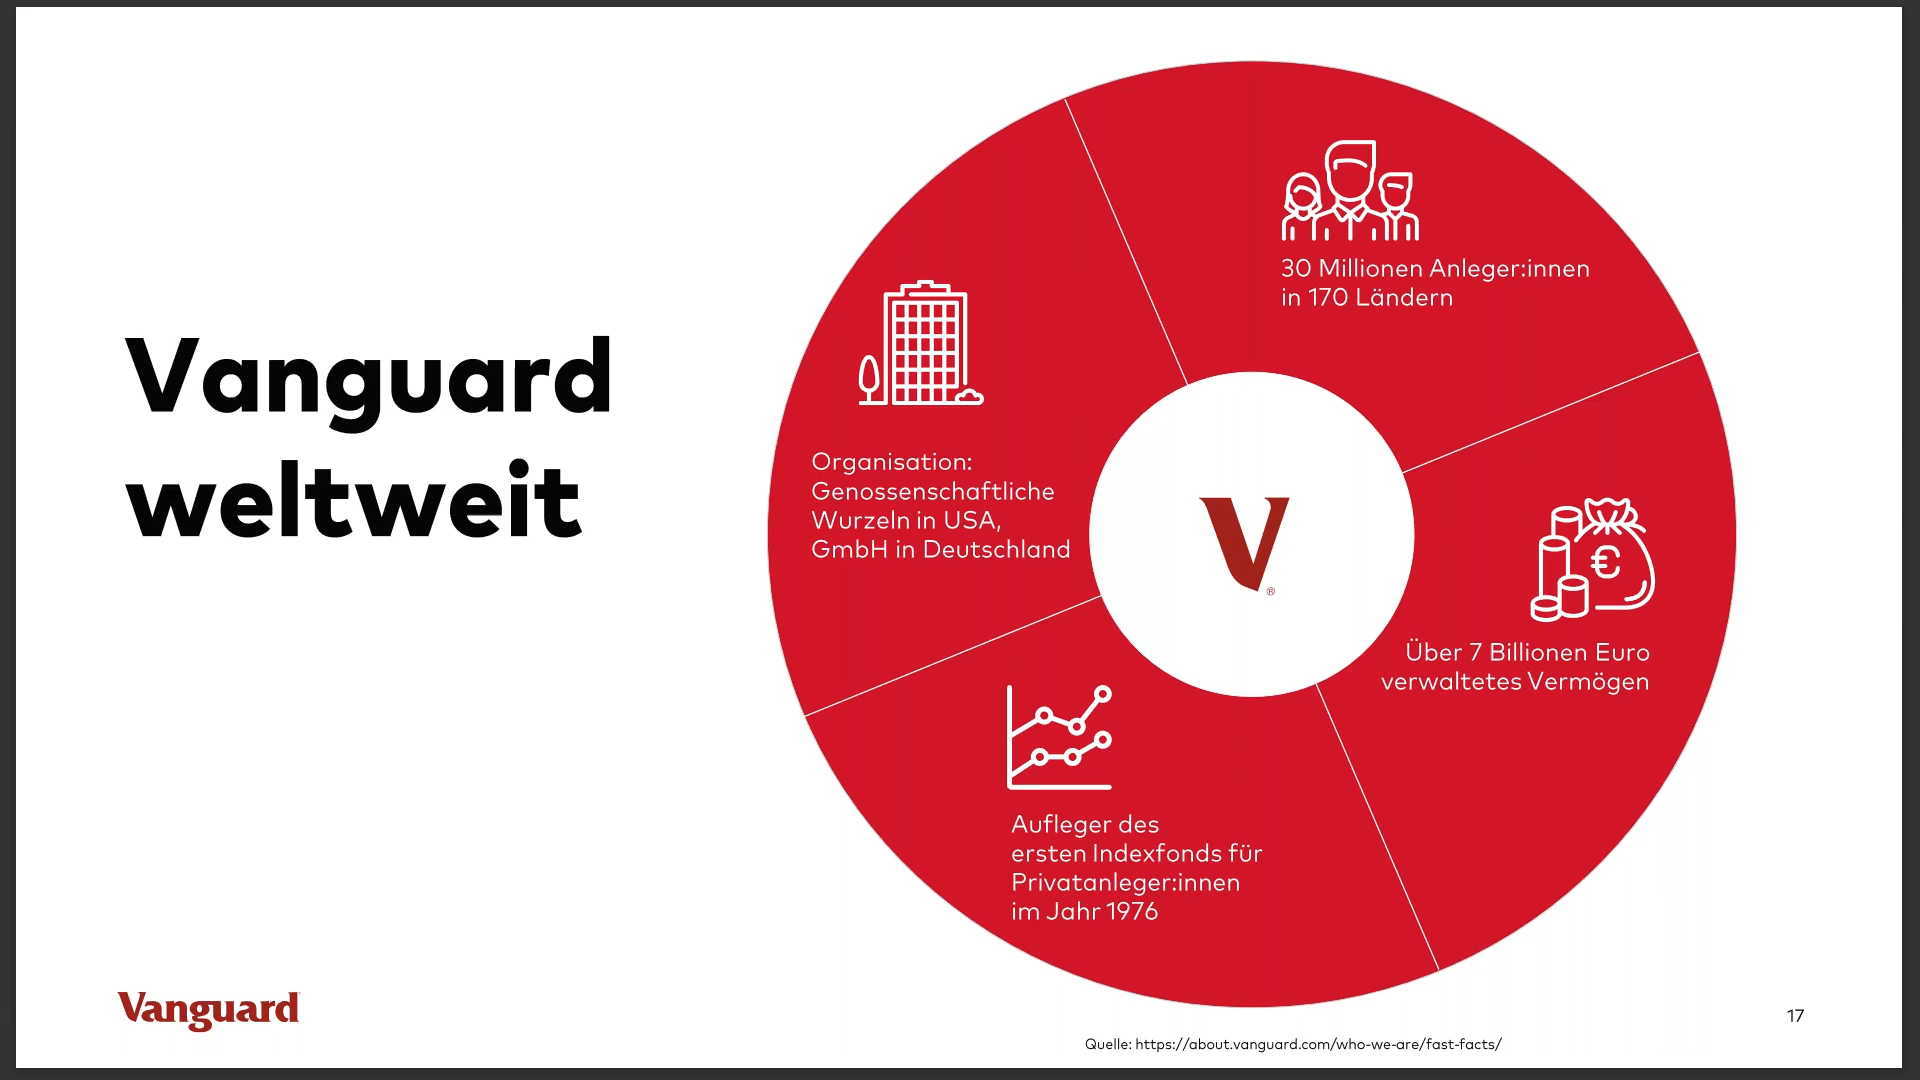 Vanguard
weltweit
30 Millionen Anleger:innen
in 170 Ländern
Organisation:
Genossenschaftliche
Wurzeln in USA,
GmbH in Deutschland
V®
€
Über 7 Billionen Euro
verwaltetes Vermögen
Aufleger des
ersten Indexfonds für
Privatanleger:innen
im Jahr 1976
Vanguard
17
Quelle: https://about.vanguard.com/who-we-are/fast-facts/